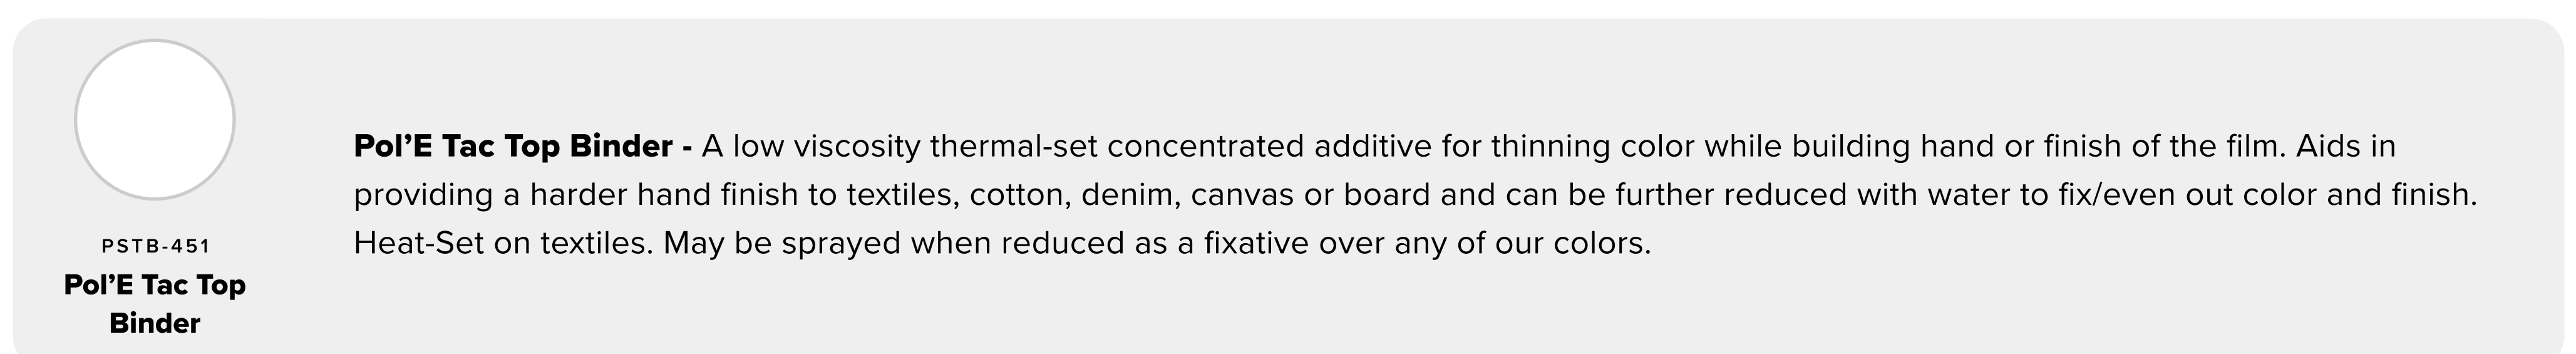 PSTB-451
Pol’E Tac Top
Binder
Pol’E Tac Top Binder - A low viscosity thermal-set concentrated additive for thinning color while building hand or finish of the film. Aids in
providing a harder hand finish to textiles, cotton, denim, canvas or board and can be further reduced with water to fix/even out color and finish.
Heat-Set on textiles. May be sprayed when reduced as a fixative over any of our colors.